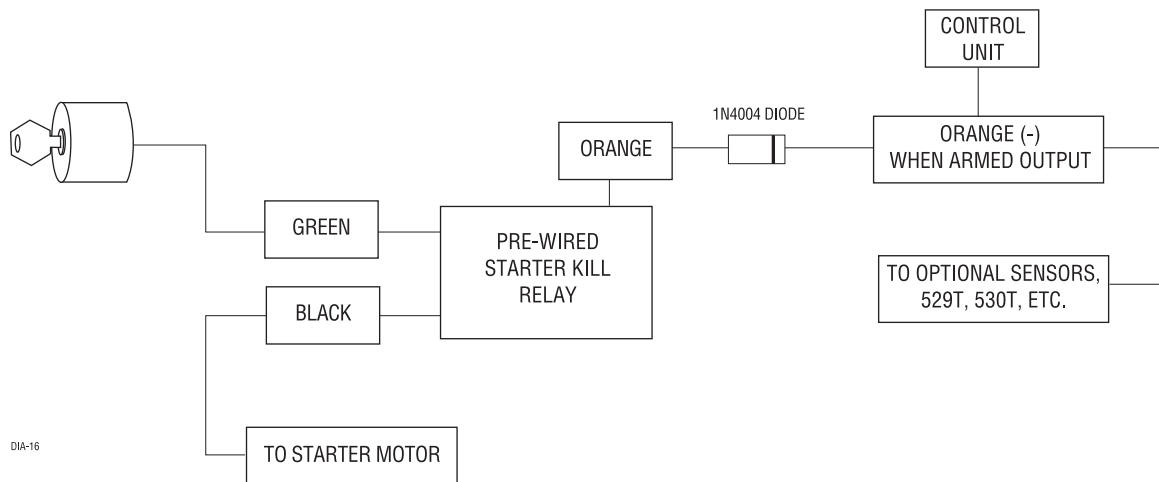 CONTROL
UNIT
1N4004 DIODE
ORANGE
ORANGE (-)
WHEN ARMED OUTPUT
GREEN
PRE-WIRED
STARTER KILL
RELAY
TO OPTIONAL SENSORS,
529T, 530T, ETC.
BLACK
DIA-16
TO STARTER MOTOR